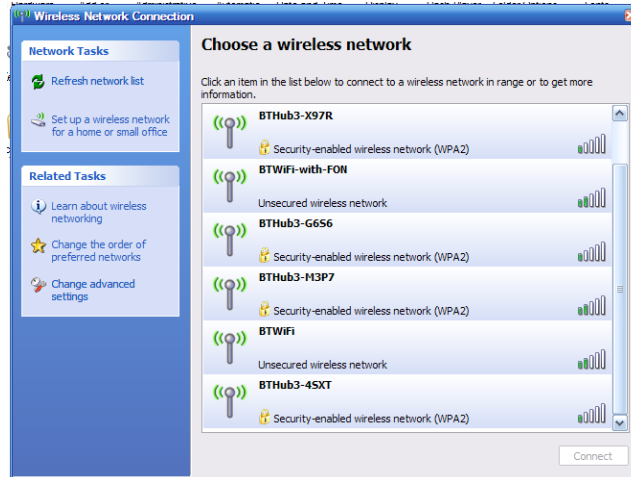 Wireless Network Connection
Network Tasks
Refresh network list
Set up a wireless network
for a home or small office
Related Tasks
Learn about wireless
networking
Change the order of
preferred networks
Change advanced
settings
Choose a wireless network
Click an item in the list below to connect to a wireless network in range or to get more
information.
BTHub3-X97R
Security-enabled wireless network (WPA2)
BTWiFi-with-FON
Unsecured wireless network
BTHub3-G6S6
Security-enabled wireless network (WPA2)
BTHub3-M3P7
Security-enabled wireless network (WPA2)
BTWiFi
Unsecured wireless network
BTHub3-4SXT
Security-enabled wireless network (WPA2)
Connect